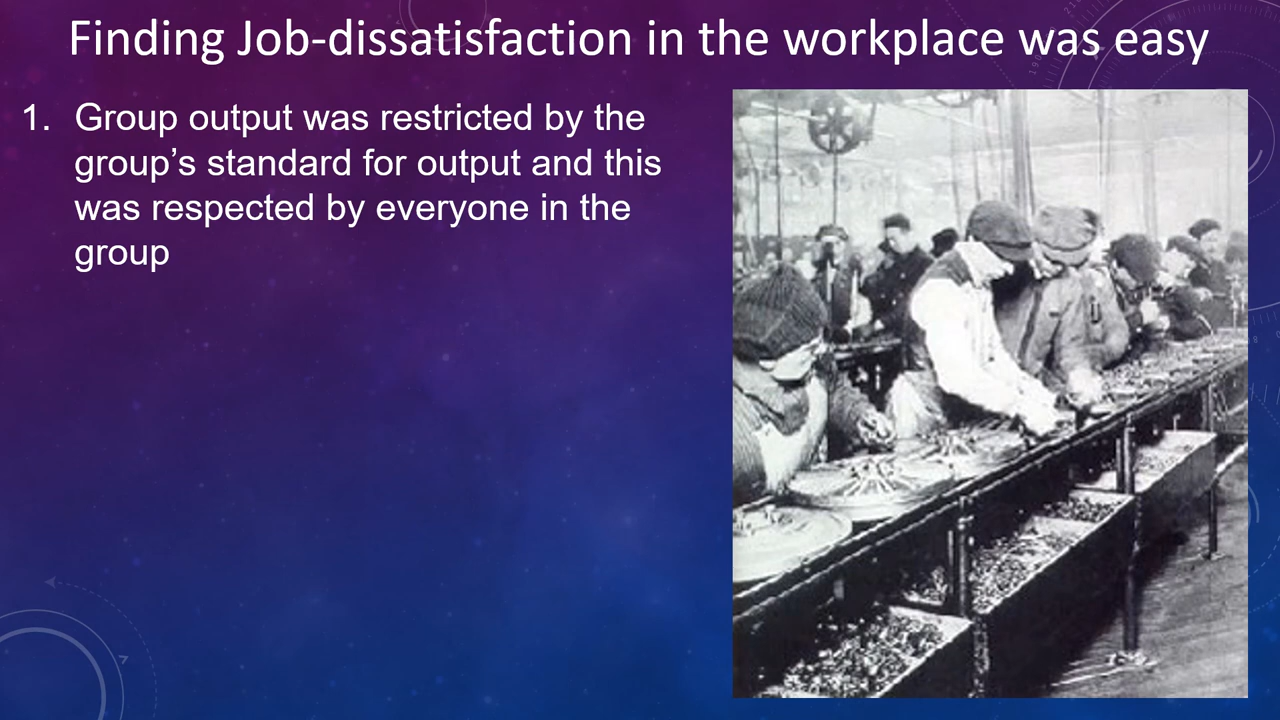 Finding Job-dissatisfaction in the workplace was easy
1. Group output was restricted by the
group’s standard for output and this
was respected by everyone in the
group